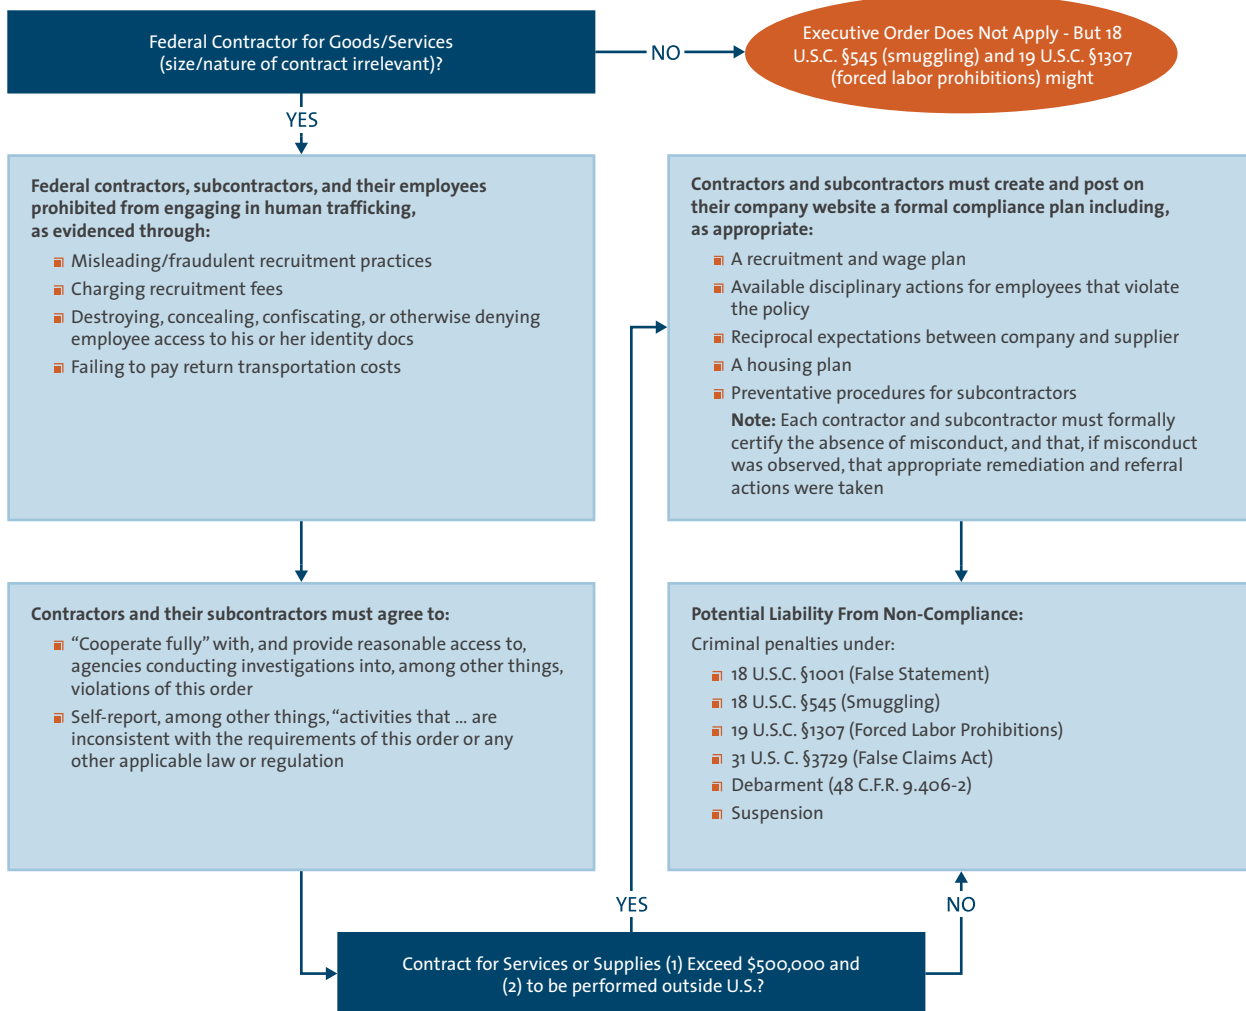 Federal Contractor for Goods/Services
(size/nature of contract irrelevant)?
NO
Executive Order Does Not Apply - But 18
U.S.C. §545 (smuggling) and 19 U.S.C. §1307
(forced labor prohibitions) might
YES
Federal contractors, subcontractors, and their employees
prohibited from engaging in human trafficking,
as evidenced through:
Misleading/fraudulent recruitment practices
Charging recruitment fees
Destroying, concealing, confiscating, or otherwise denying
employee access to his or her identity docs
Failing to pay return transportation costs
Contractors and their subcontractors must agree to:
“Cooperate fully” with, and provide reasonable access to,
agencies conducting investigations into, among other things,
violations of this order
Self-report, among other things, “activities that ... are
inconsistent with the requirements of this order or any
other applicable law or regulation
Contract for Services or Supplies (1) Exceed $500,000 and
(2) to be performed outside U.S.?
YES
NO
Contractors and subcontractors must create and post on
their company website a formal compliance plan including,
as appropriate:
A recruitment and wage plan
Available disciplinary actions for employees that violate
the policy
Reciprocal expectations between company and supplier
A housing plan
Preventative procedures for subcontractors
Note: Each contractor and subcontractor must formally
certify the absence of misconduct, and that, if misconduct
was observed, that appropriate remediation and referral
actions were taken
Potential Liability From Non-Compliance:
Criminal penalties under:
18 U.S.C. §1001 (False Statement)
18 U.S.C. §545 (Smuggling)
19 U.S.C. §1307 (Forced Labor Prohibitions)
31 U.S. C. §3729 (False Claims Act)
Debarment (48 C.F.R. 9.406-2)
Suspension